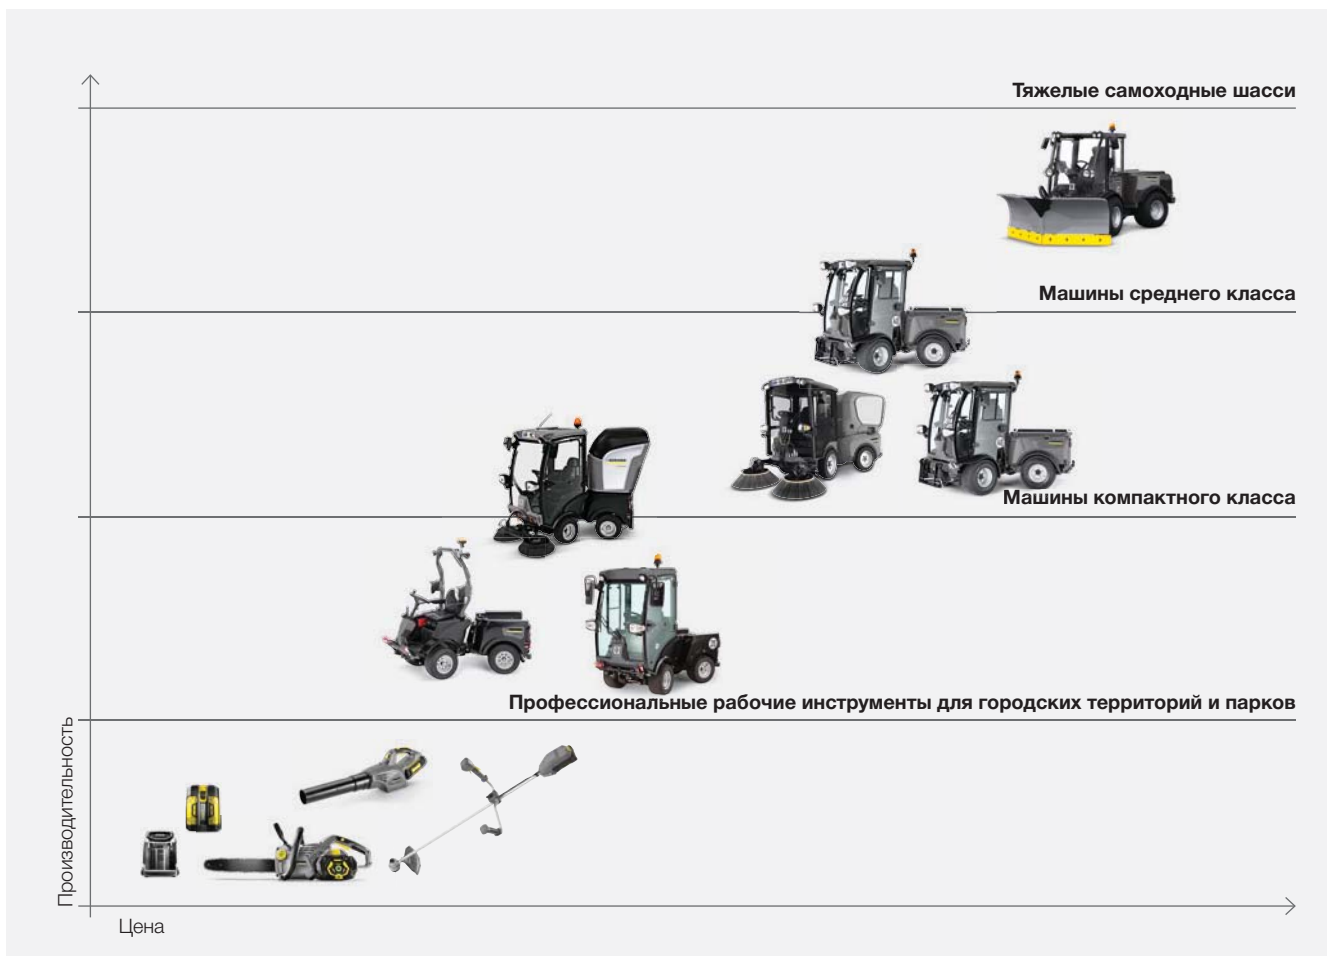 Тяжелые самоходные шасси
Машины среднего класса
Машины компактного класса
Профессиональные рабочие инструменты для городских территорий и парков
Производительность
Цена